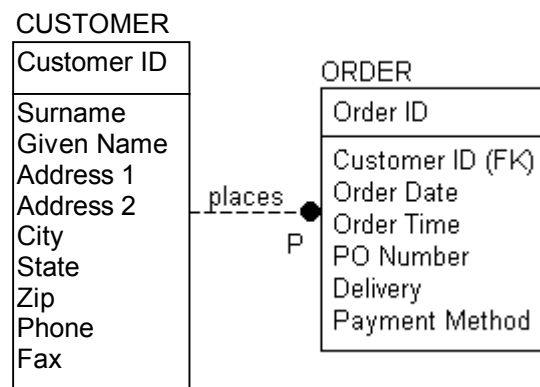 CUSTOMER
Customer ID
Surname
Given Name
Address 1
Address 2
City
State
Zip
Phone
Fax
places
P
ORDER
Order ID
Customer ID (FK)
Order Date
Order Time
PO Number
Delivery
Payment Method